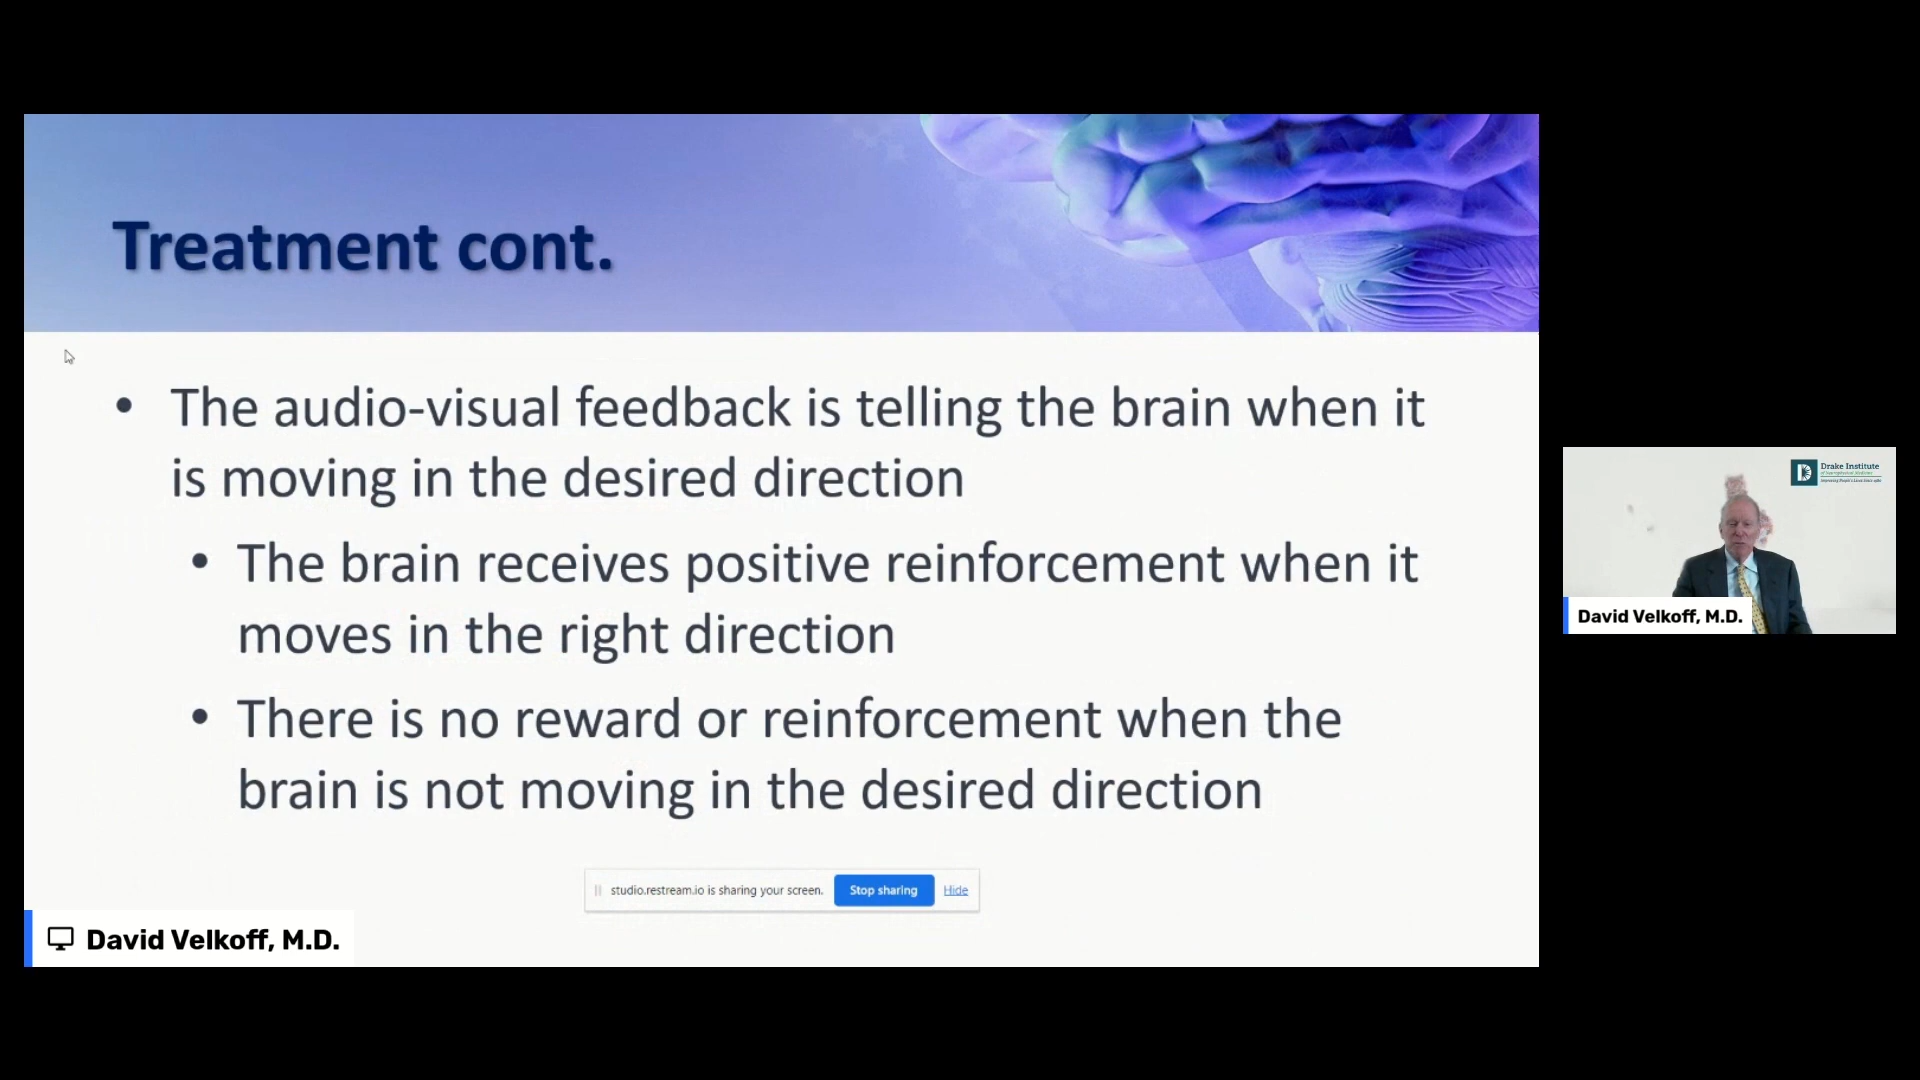 Treatment cont.
• The audio-visual feedback is telling the brain when it
is moving in the desired direction
• The brain receives positive reinforcement when it
moves in the right direction
• There is no reward or reinforcement when the
brain is not moving in the desired direction
studio.restream.io is sharing your screen. Stop sharing Hide
David Velkoff, M.D.
Drake Institute
David Velkoff, M.D.